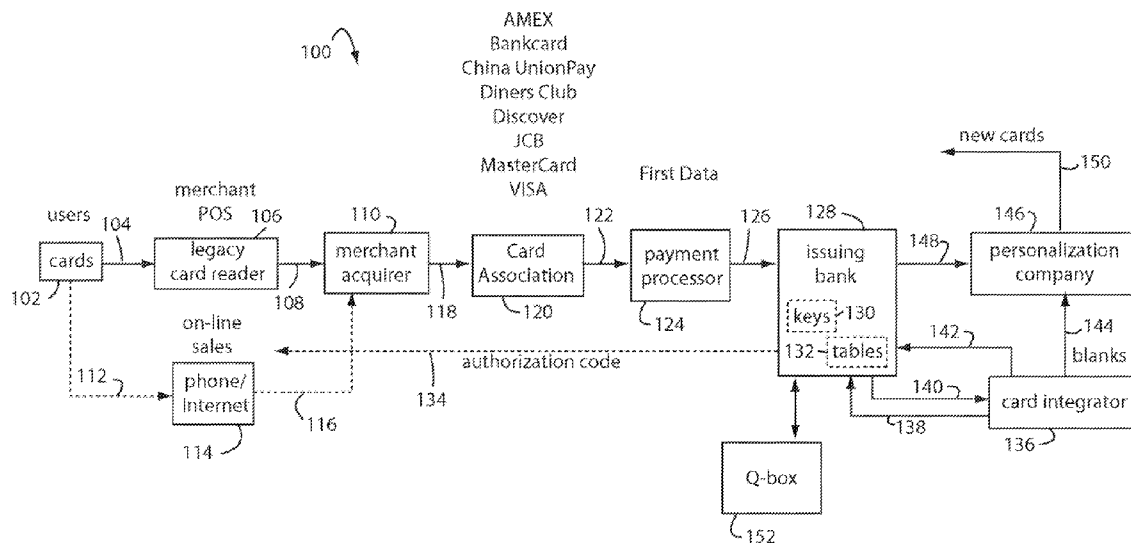 100
AMEX
Bankcard
China UnionPay
Diners Club
Discover
JCB
MasterCard
VISA
First Data
new cards
150
users
104
merchant
POS
106
110
122
126
128
146
cards
102
legacy
card reader
108
merchant
acquirer
118
Card
Association
120
payment
processor
124
issuing
bank
keys
130
132
tables
148
personalization
company
144
blanks
142
140
138
card integrator
136
on-line
sales
112
phone/
Internet
114
116
134
authorization code
Q-box
152